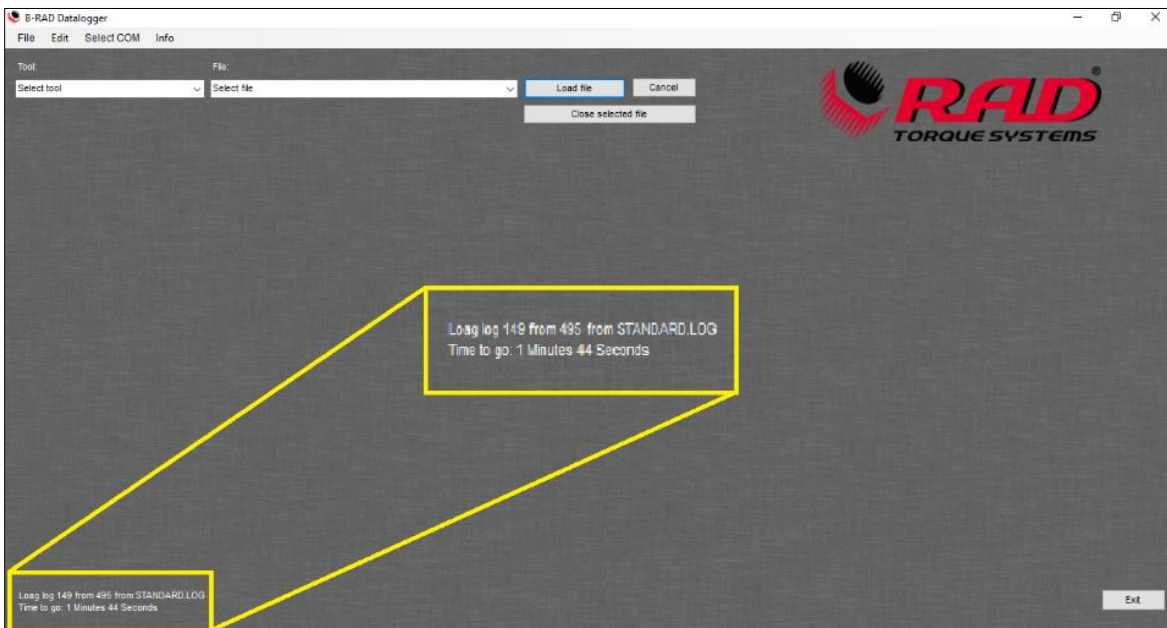 B-RAD Datalogger
File Edit Select COM Info
Tool: File:
Select tool Select file Load file Cancel
Close selected file
RAD®
TORQUE SYSTEMS
Loag log 149 from 495 from STANDARD.LOG
Time to go: 1 Minutes 44 Seconds
Loag log 149 from 495 from STANDARD.LOG
Time to go: 1 Minutes 44 Seconds
Exit